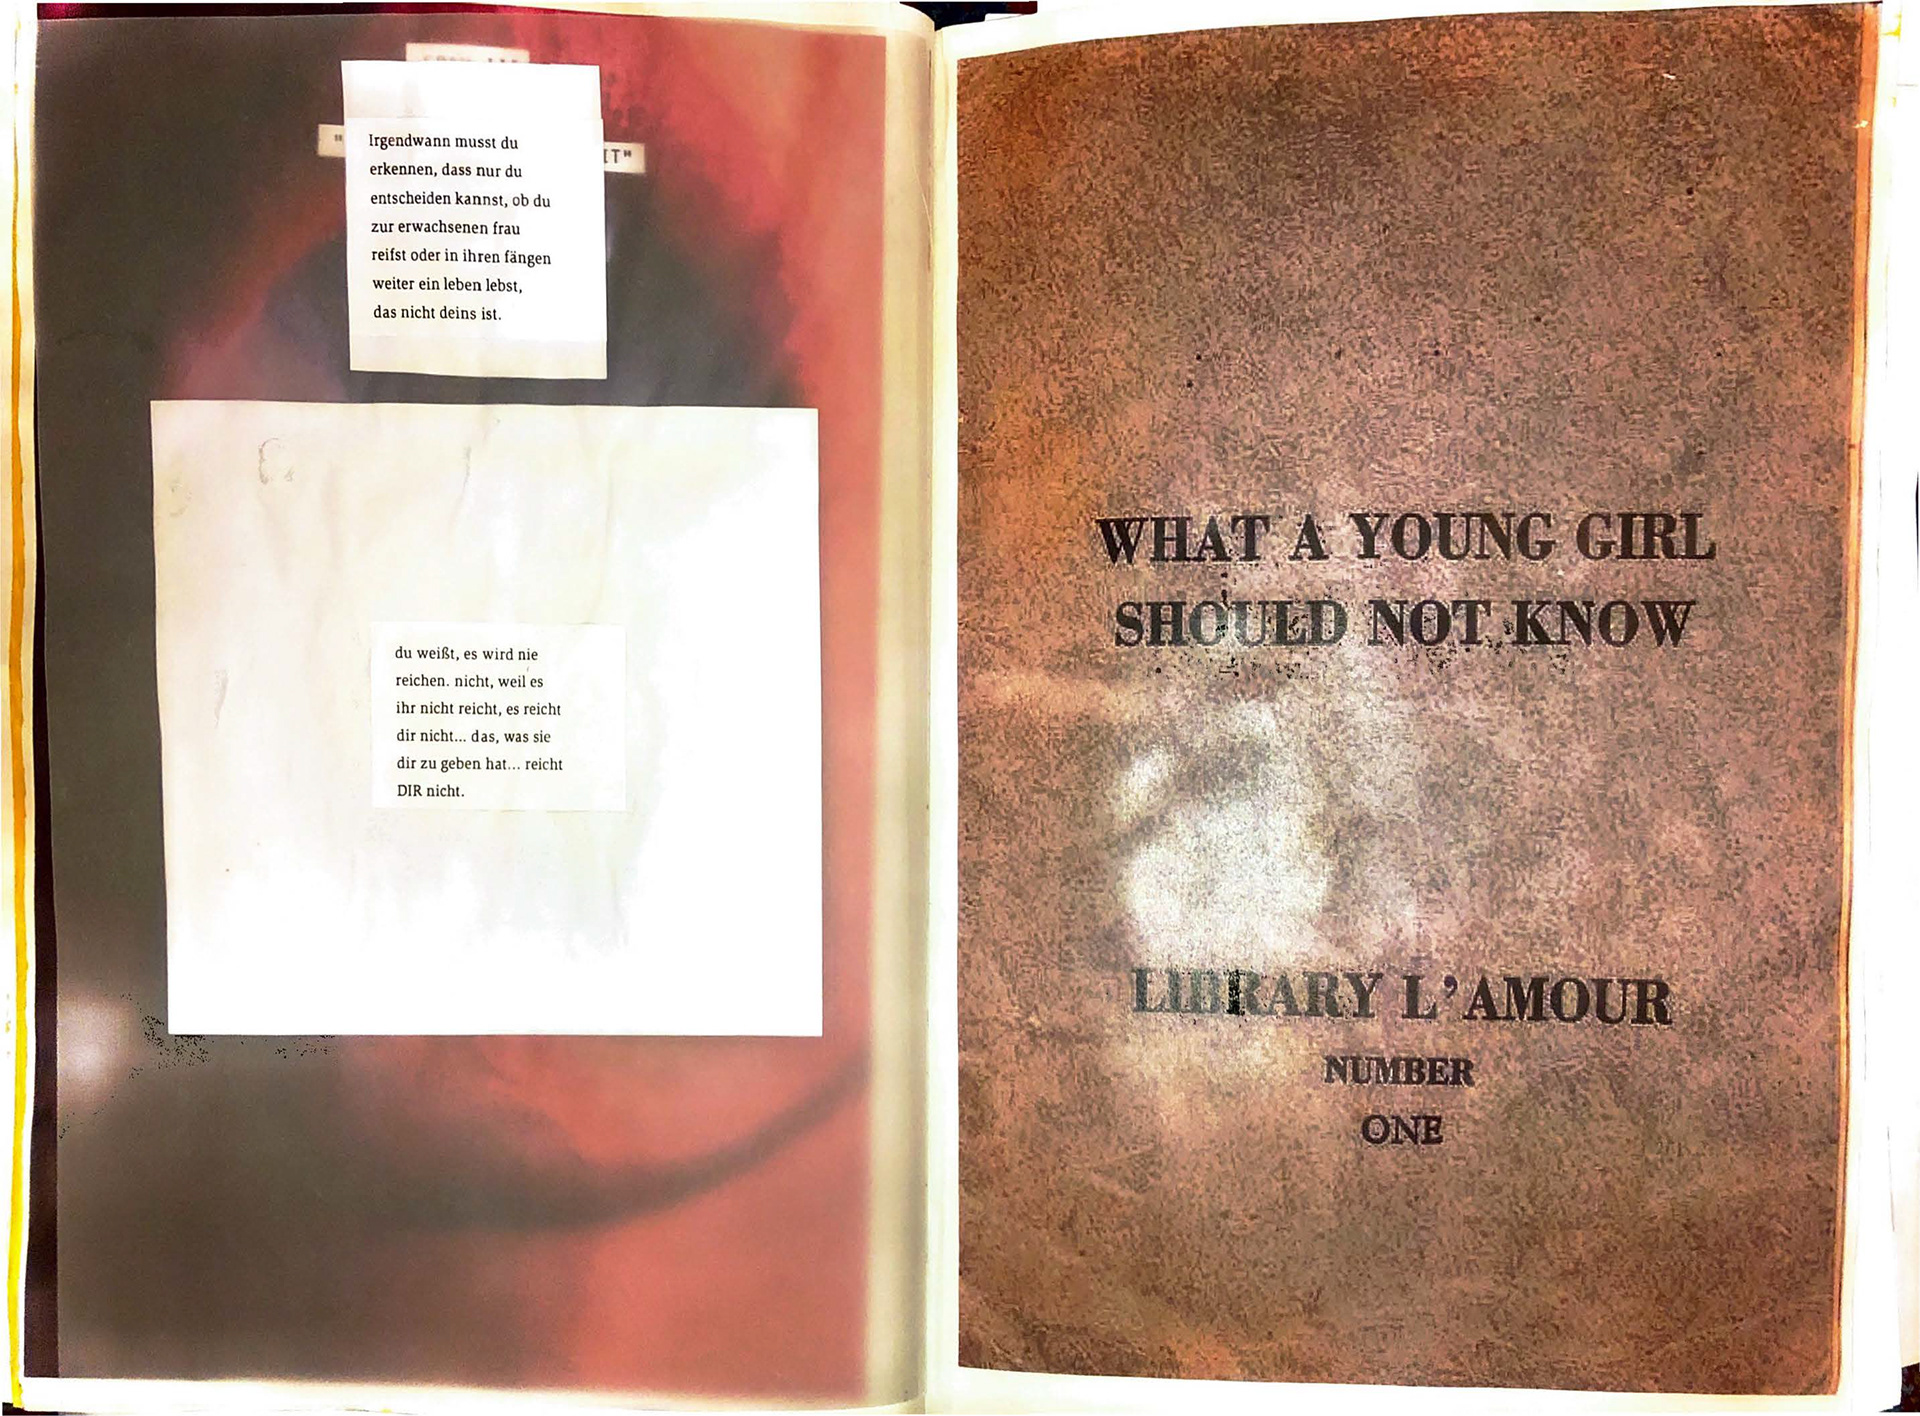 IT"
Irgendwann musst du
erkennen, dass nur du
entscheiden kannst, ob du
zur erwachsenen frau
reifst oder in ihren fängen
weiter ein leben lebst,
das nicht deins ist.
du weißt, es wird nie
reichen. nicht, weil es
ihr nicht reicht, es reicht
dir nicht... das, was sie
dir zu geben hat... reicht
DIR nicht.
WHAT A YOUNG GIRL
SHOULD NOT KNOW
LIBRARY L'AMOUR
NUMBER
ONE